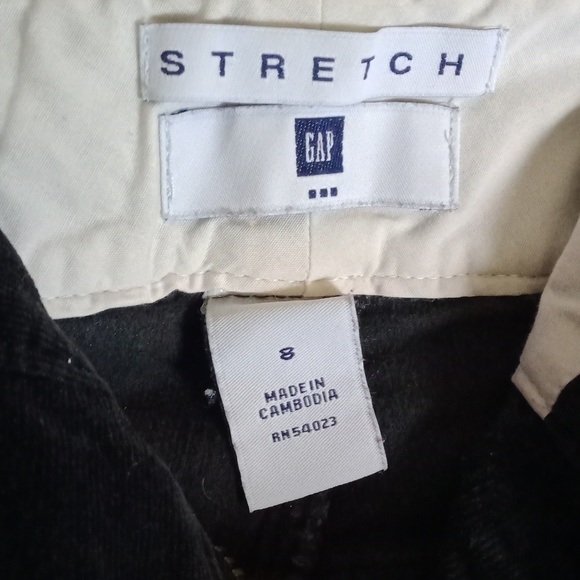 STRETCH
GAP
8
MADE IN
CAMBODIA
RN54023